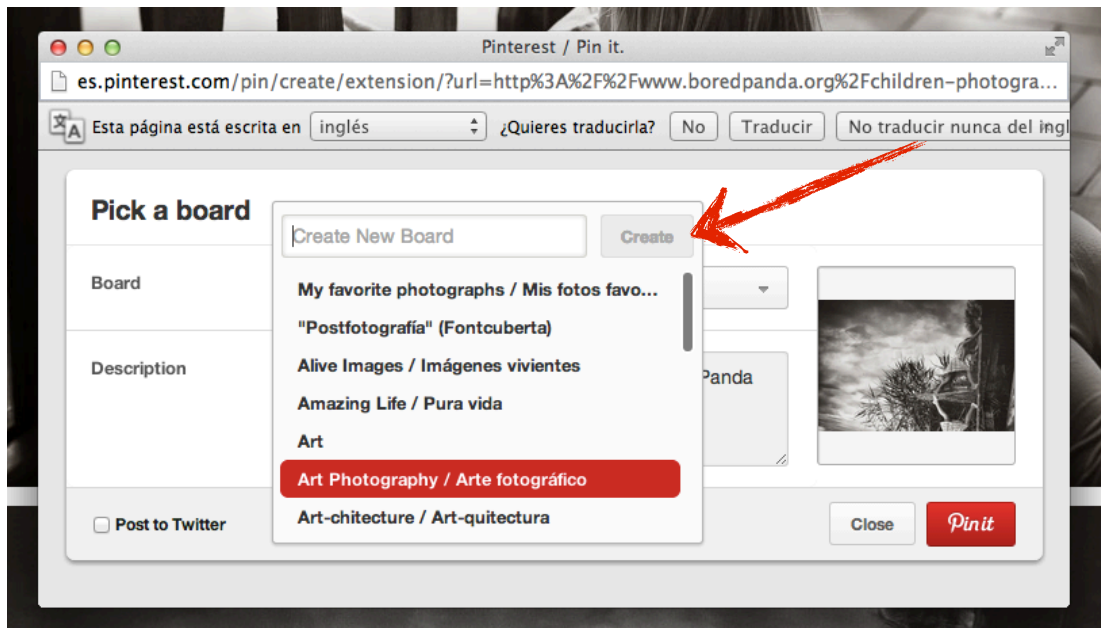 Pinterest / Pin it.
es.pinterest.com/pin/create/extension/?url=http%3A%2F%2Fwww.boredpanda.org%2Fchildren-photogra...
Esta página está escrita en inglés ¿Quieres traducirla? No Traducir No traducir nunca del ingl
Pick a board
Create New Board Create
Board
My favorite photographs / Mis fotos favo...
"Postfotografía" (Fontcuberta)
Description
Alive Images / Imágenes vivientes
Panda
Amazing Life / Pura vida
Art
Art Photography / Arte fotográfico
Art-chitecture / Art-quitectura
Post to Twitter
Close
Pin it